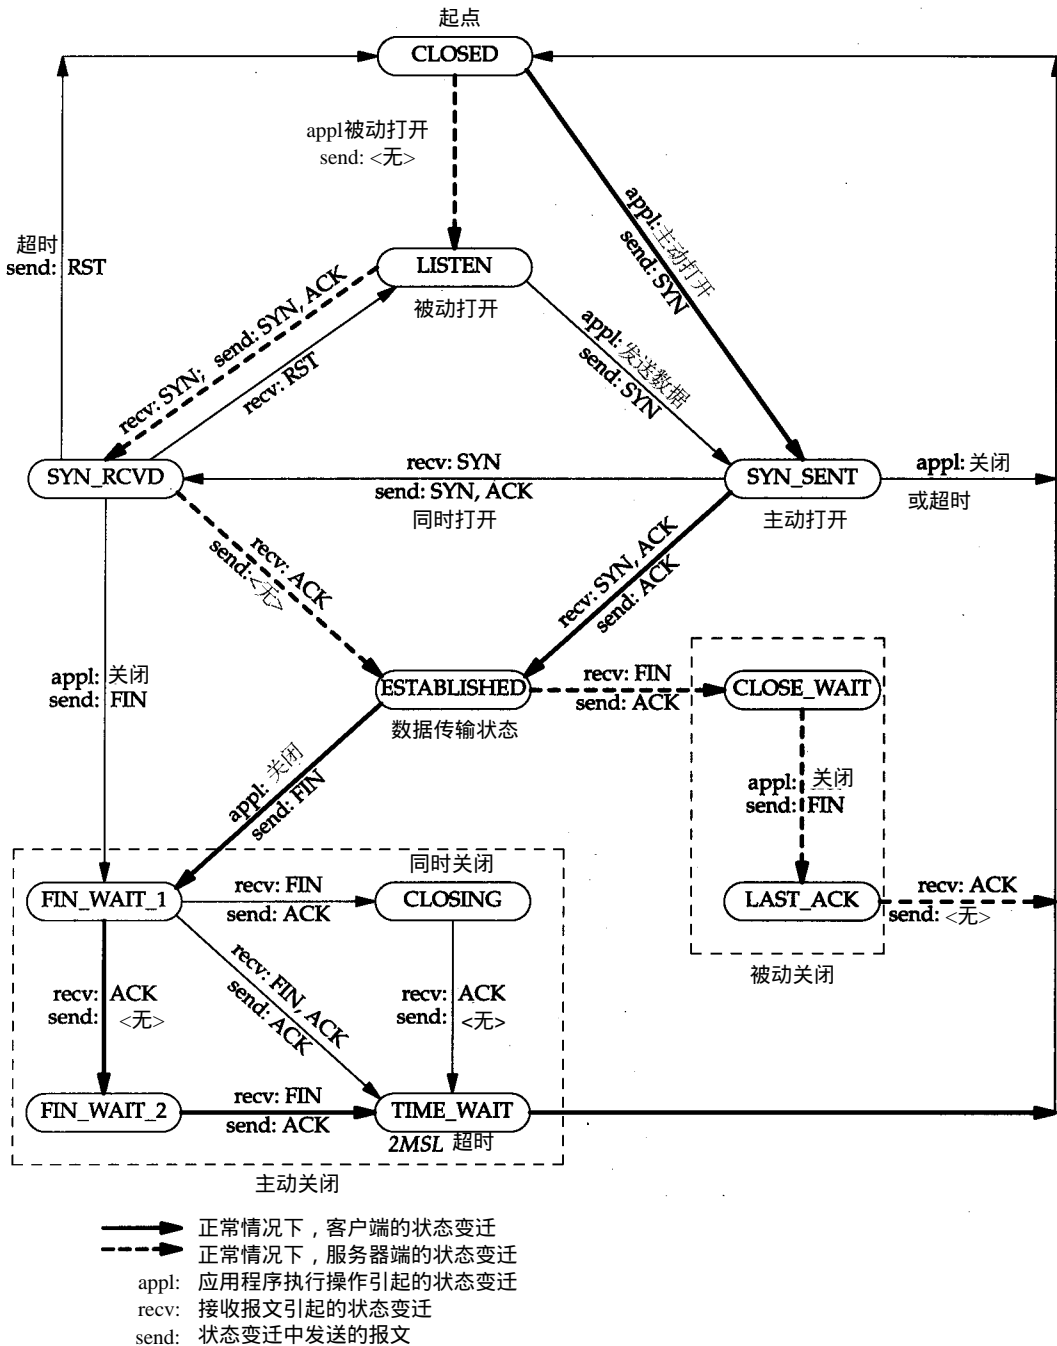 起点
CLOSED
appl被动打开
send: <无>
appl:主动打开
send: SYN
超时
send: RST
LISTEN
被动打开
recv: SYN; send: SYN, ACK
recv: RST
appl: 发送数据
send: SYN
SYN_RCVD
recv: SYN
send: SYN, ACK
同时打开
SYN_SENT
主动打开
appl: 关闭
或超时
recv: ACK
send: <无>
recv: SYN, ACK
send: ACK
appl: 关闭
send: FIN
ESTABLISHED
数据传输状态
recv: FIN
send: ACK
CLOSE_WAIT
appl: 关闭
send: FIN
appl: 关闭
send: FIN
同时关闭
FIN_WAIT_1
recv: FIN
send: ACK
CLOSING
LAST_ACK
recv: ACK
send: <无>
被动关闭
recv: ACK
send: <无>
recv: FIN, ACK
send: ACK
recv: ACK
send: <无>
FIN_WAIT_2
recv: FIN
send: ACK
TIME_WAIT
2MSL 超时
主动关闭
正常情况下，客户端的状态变迁
正常情况下，服务器端的状态变迁
appl: 应用程序执行操作引起的状态变迁
recv: 接收报文引起的状态变迁
send: 状态变迁中发送的报文